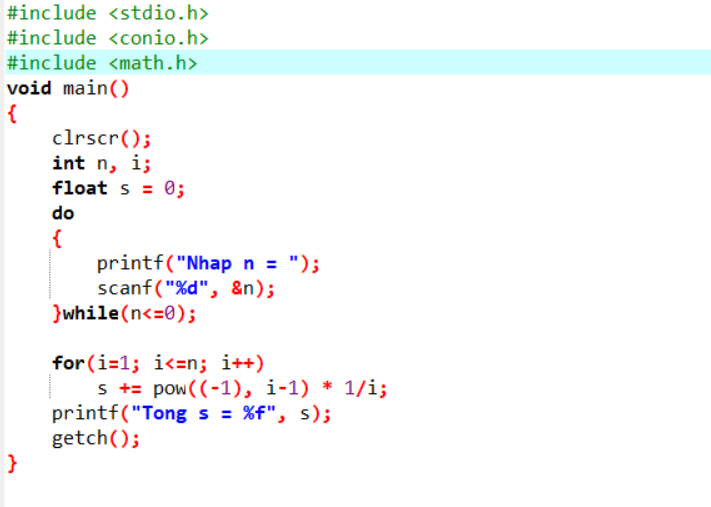 #include <stdio.h>
#include <conio.h>
#include <math.h>
void main()
{
    clrscr();
    int n, i;
    float s = 0;
    do
    {
        printf("Nhap n = ");
        scanf("%d", &n);
    }while(n<=0);

    for(i=1; i<=n; i++)
        s += pow((-1), i-1) * 1/i;
    printf("Tong s = %f", s);
    getch();
}